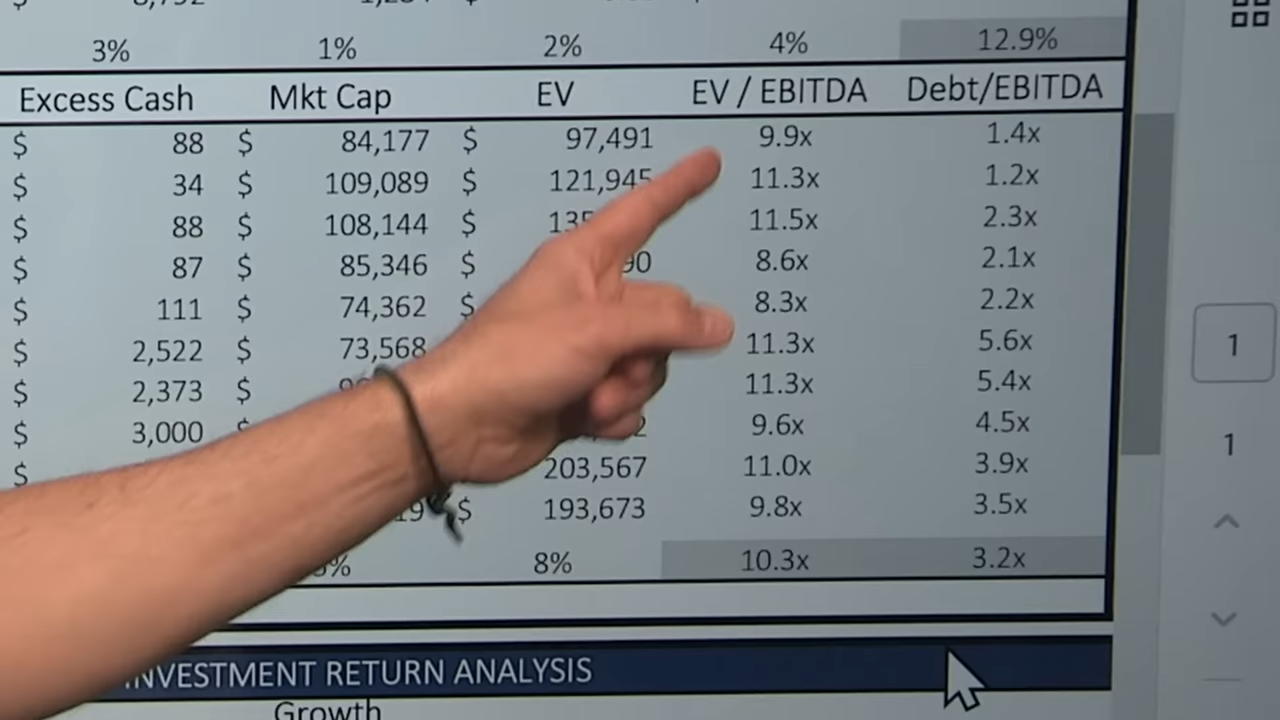 3% 1% 2% 4% 12.9%
Excess Cash Mkt Cap EV EV / EBITDA Debt/EBITDA
$ 88 $ 84,177 $ 97,491 9.9x 1.4x
$ 34 $ 109,089 $ 121,945 11.3x 1.2x
$ 88 $ 108,144 $ 11.5x 2.3x
$ 87 $ 85,346 $ 8.6x 2.1x
$ 111 $ 74,362 $ 8.3x 2.2x
$ 2,522 $ 73,568 11.3x 5.6x
$ 2,373 $ 11.3x 5.4x
$ 3,000 $ 9.6x 4.5x
$ 203,567 11.0x 3.9x
$ 193,673 9.8x 3.5x
8% 10.3x 3.2x
INVESTMENT RETURN ANALYSIS
Growth
1
1